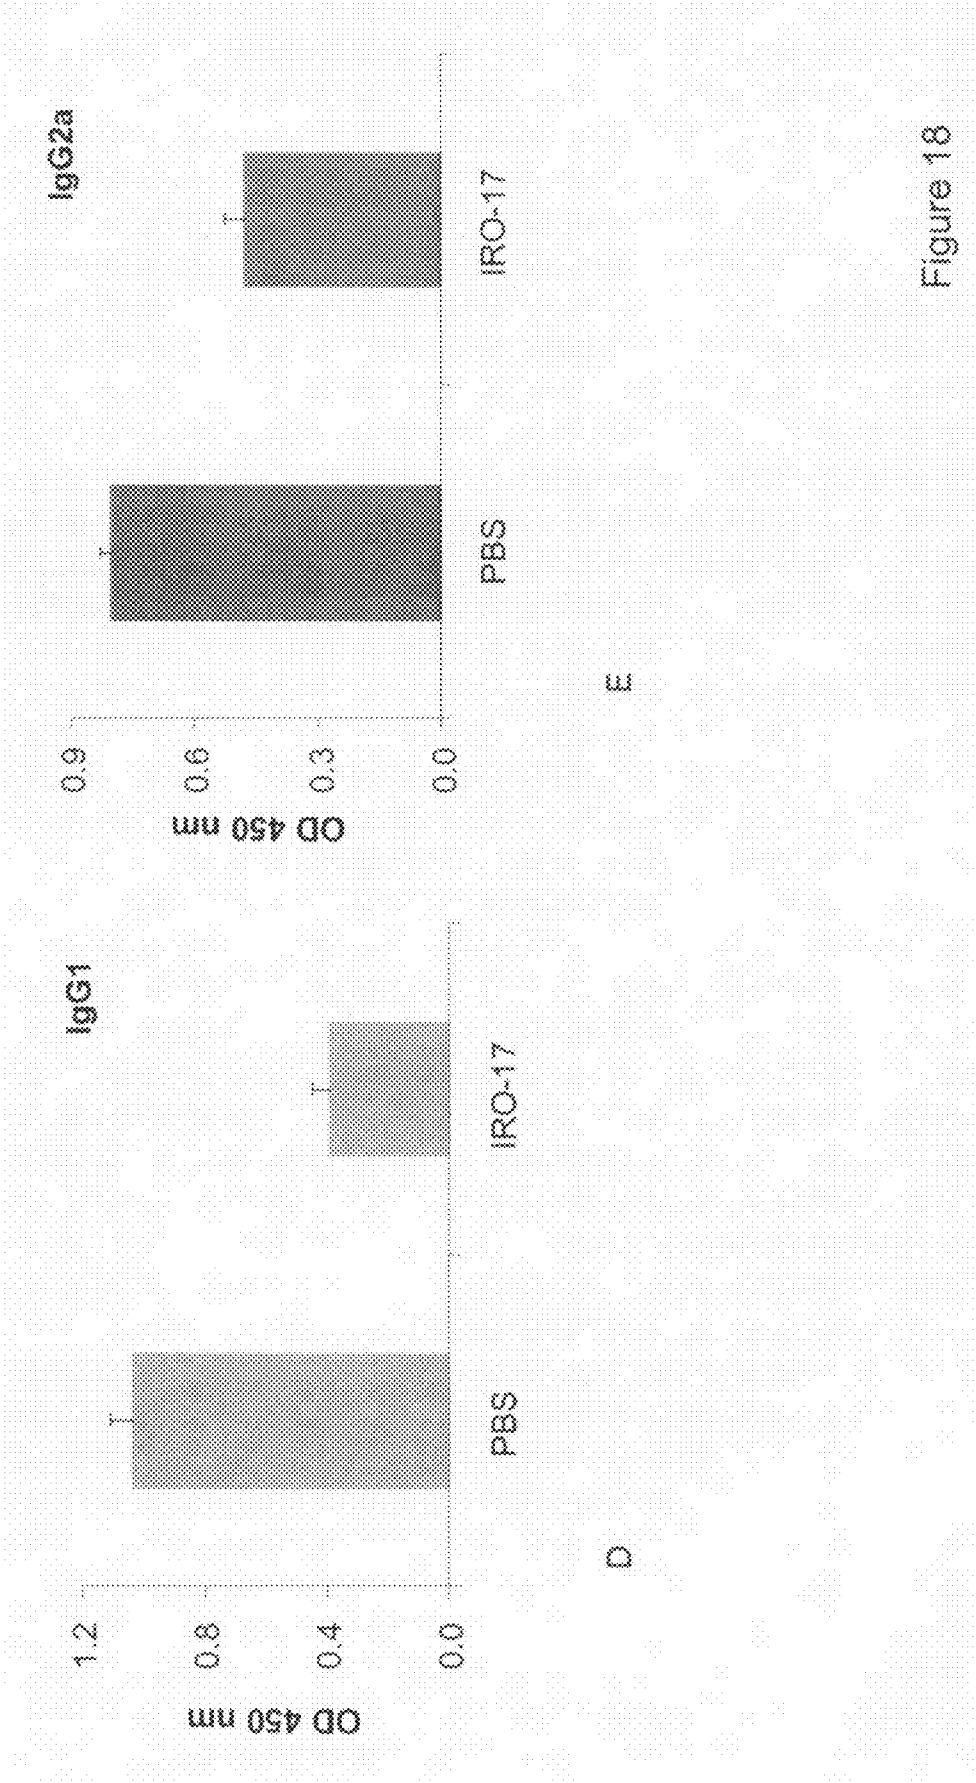 IgG1
OD 450 nm
1.2
0.8
0.4
0.0
PBS
IRO-17
D
IgG2a
OD 450 nm
0.9
0.6
0.3
0.0
PBS
IRO-17
E
Figure 18